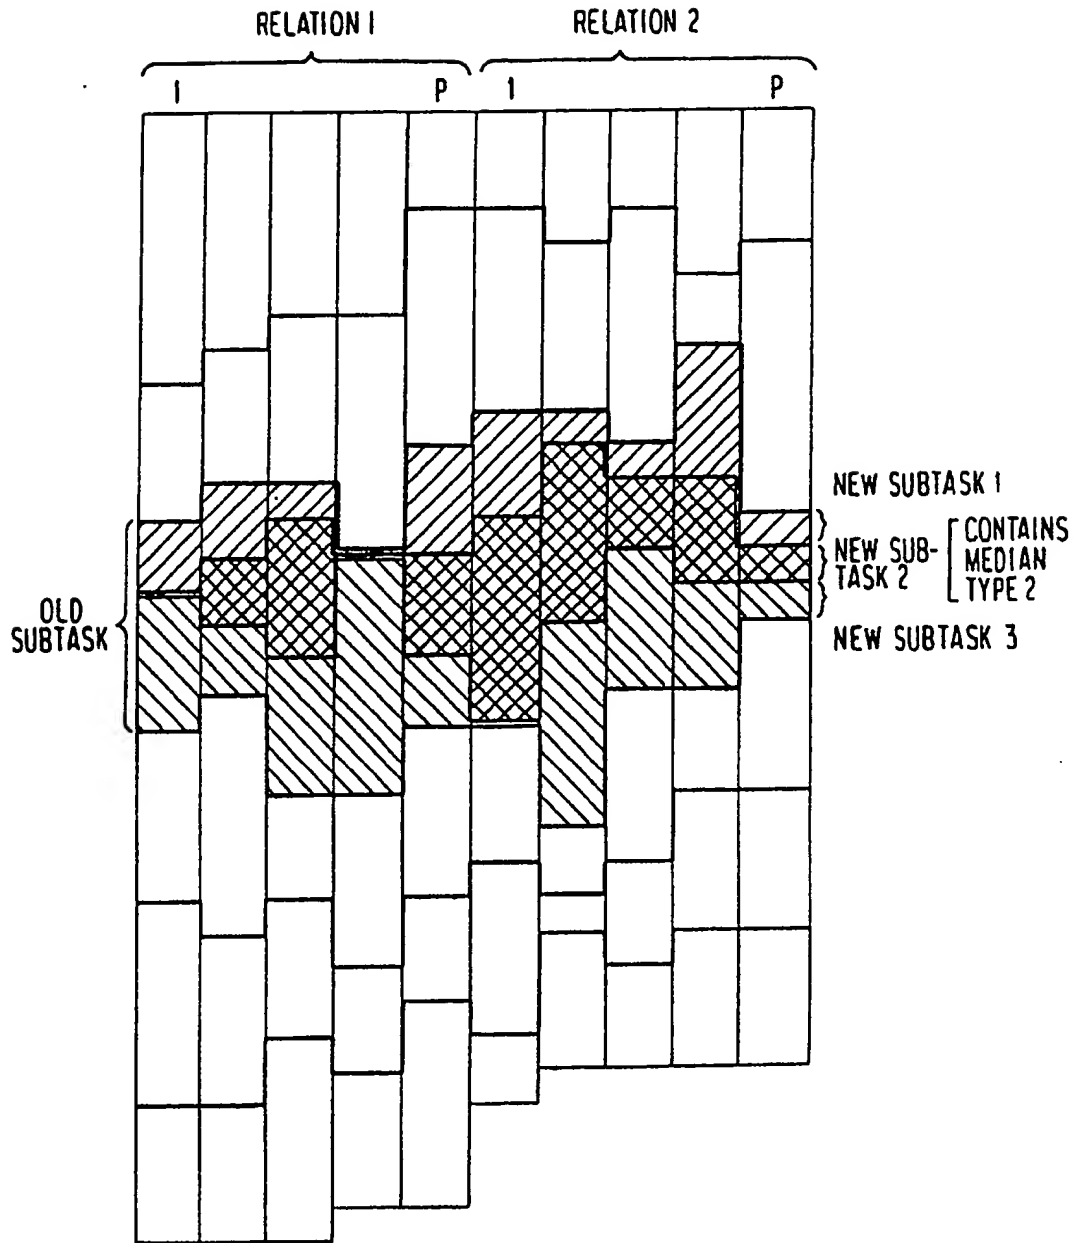 RELATION 1
RELATION 2
1
P
1
P
OLD
SUBTASK
NEW SUBTASK 1
NEW SUB-
TASK 2
CONTAINS
MEDIAN
TYPE 2
NEW SUBTASK 3